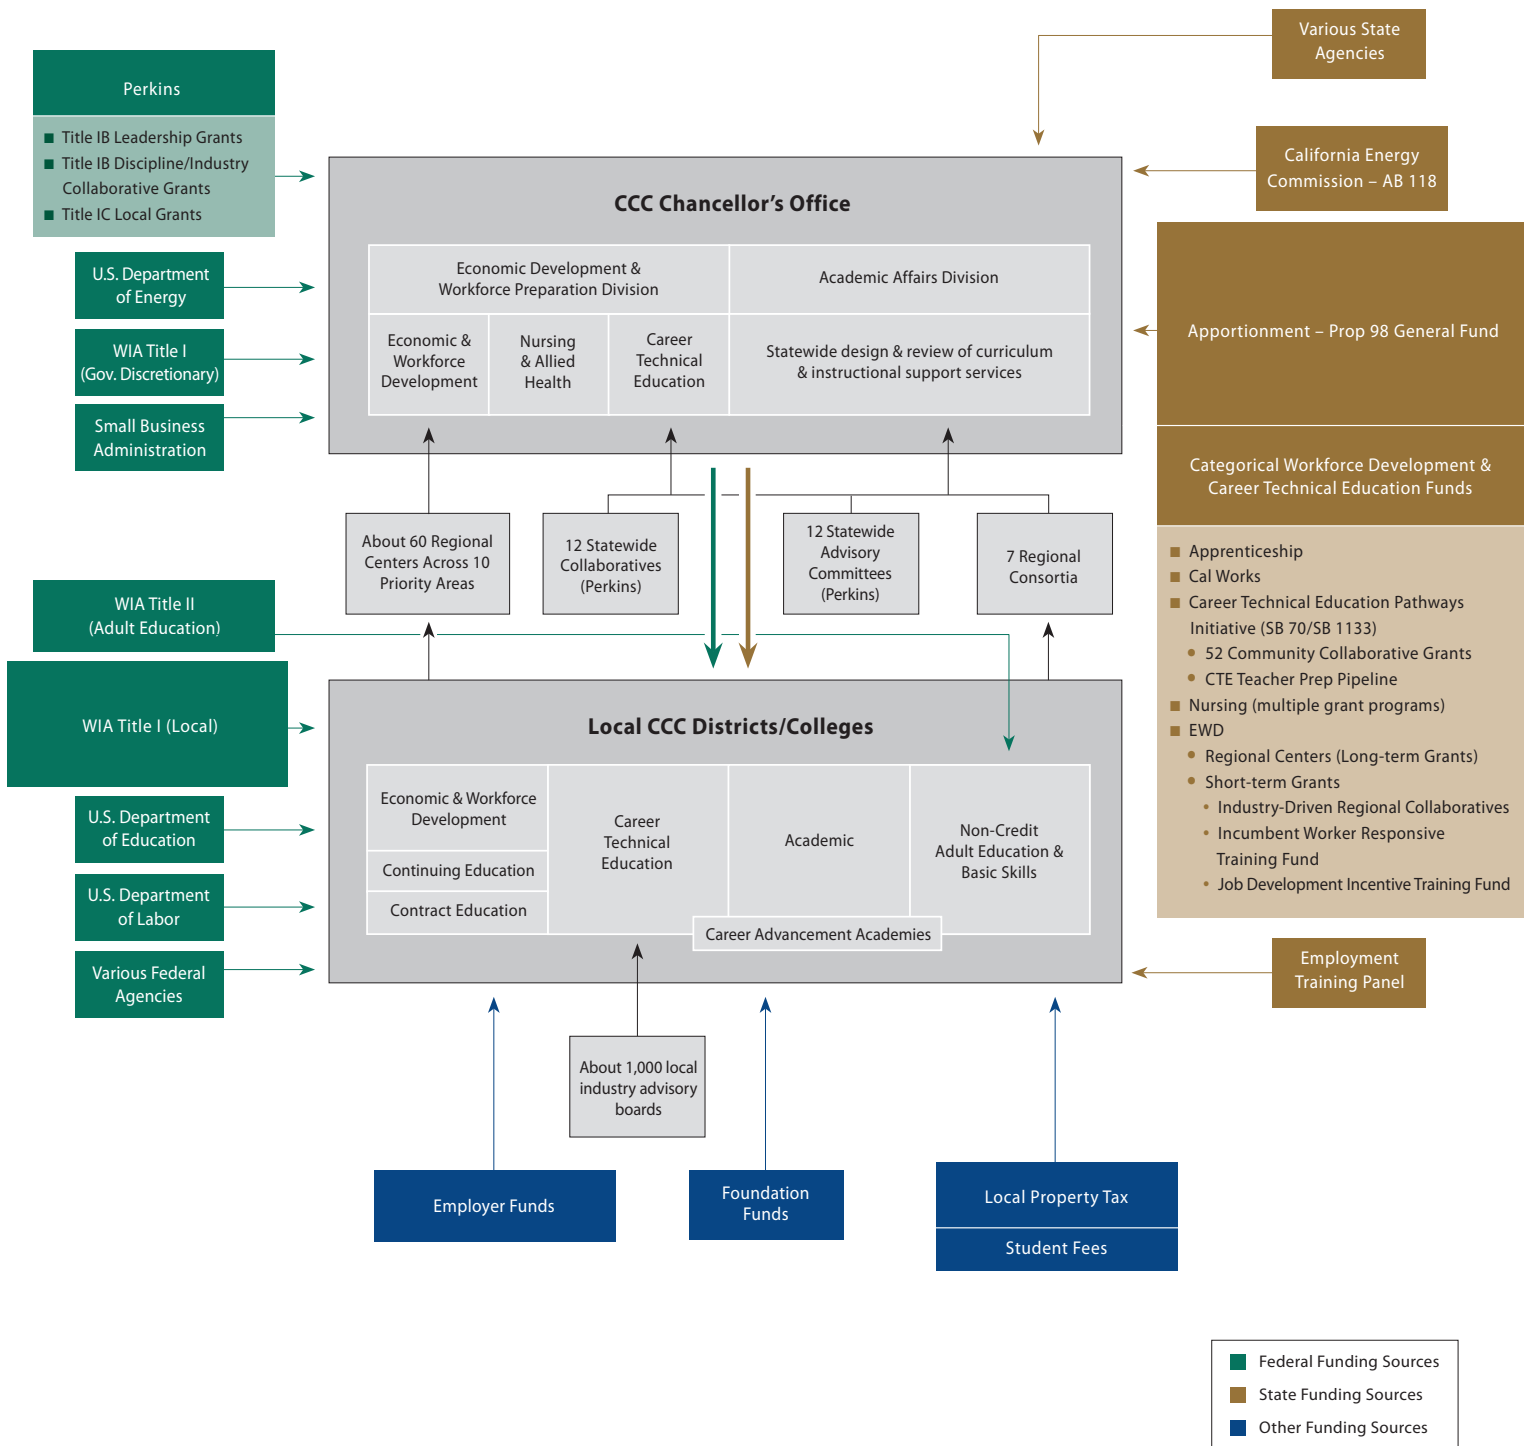 Various State
Agencies
Perkins
■ Title IB Leadership Grants
■ Title IB Discipline/Industry
Collaborative Grants
■ Title IC Local Grants
California Energy
Commission – AB 118
CCC Chancellor's Office
Economic Development &
Workforce Preparation Division
Academic Affairs Division
Economic &
Workforce
Development
Nursing
& Allied
Health
Career
Technical
Education
Statewide design & review of curriculum
& instructional support services
U.S. Department
of Energy
WIA Title I
(Gov. Discretionary)
Small Business
Administration
Apportionment – Prop 98 General Fund
Categorical Workforce Development &
Career Technical Education Funds
■ Apprenticeship
■ Cal Works
■ Career Technical Education Pathways
Initiative (SB 70/SB 1133)
• 52 Community Collaborative Grants
• CTE Teacher Prep Pipeline
■ Nursing (multiple grant programs)
■ EWD
• Regional Centers (Long-term Grants)
• Short-term Grants
• Industry-Driven Regional Collaboratives
• Incumbent Worker Responsive
Training Fund
• Job Development Incentive Training Fund
About 60 Regional
Centers Across 10
Priority Areas
12 Statewide
Collaboratives
(Perkins)
12 Statewide
Advisory
Committees
(Perkins)
7 Regional
Consortia
WIA Title II
(Adult Education)
WIA Title I (Local)
U.S. Department
of Education
U.S. Department
of Labor
Various Federal
Agencies
Local CCC Districts/Colleges
Economic & Workforce
Development
Continuing Education
Contract Education
Career
Technical
Education
Academic
Non-Credit
Adult Education &
Basic Skills
Career Advancement Academies
Employment
Training Panel
About 1,000 local
industry advisory
boards
Employer Funds
Foundation
Funds
Local Property Tax
Student Fees
Federal Funding Sources
State Funding Sources
Other Funding Sources